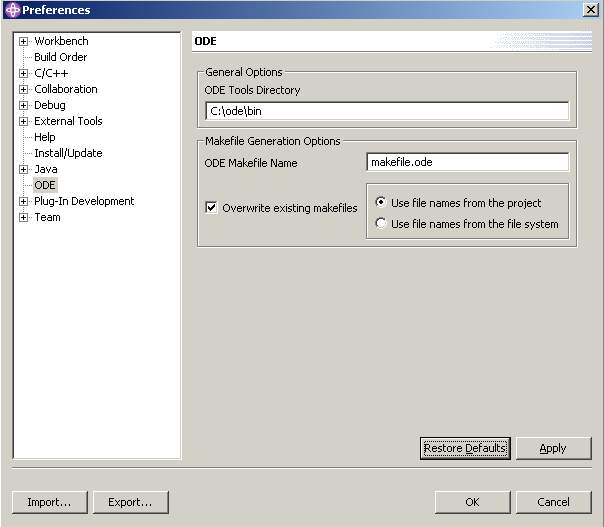 Preferences
Workbench
Build Order
C/C++
Collaboration
Debug
External Tools
Help
Install/Update
Java
ODE
Plug-In Development
Team
ODE
General Options
ODE Tools Directory
C:\ode\bin
Makefile Generation Options
ODE Makefile Name
makefile.ode
Overwrite existing makefiles
Use file names from the project
Use file names from the file system
Restore Defaults
Apply
Import...
Export...
OK
Cancel